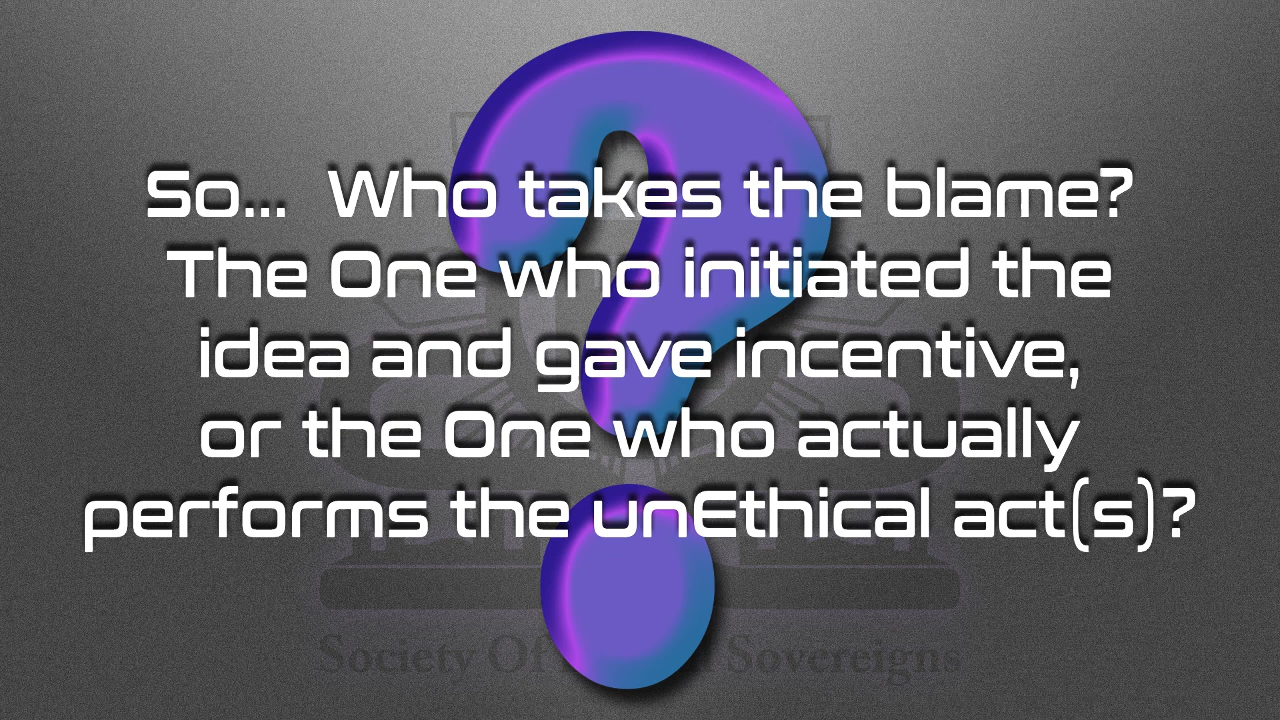 So... Who takes the blame?
The One who initiated the
idea and gave incentive,
or the One who actually
performs the unEthical act(s)?
Society Of Sovereigns